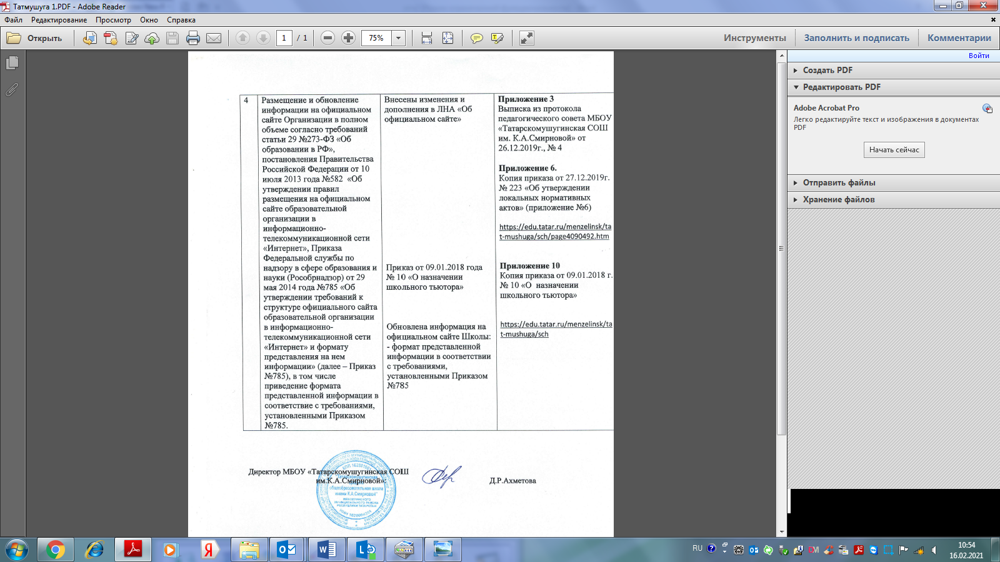 Татмушуга 1.PDF - Adobe Reader
Файл Редактирование Просмотр Окно Справка
Открыть 1 / 1 75% Инструменты Заполнить и подписать Комментарии
Войти
Создать PDF
Редактировать PDF
Adobe Acrobat Pro
Легко редактируйте текст и изображения в документах
PDF
Начать сейчас
Отправить файлы
Хранение файлов
4
Размещение и обновление
информации на официальном
сайте Организации в полном
объеме согласно требований
статьи 29 №273-ФЗ «Об
образовании в РФ»,
постановления Правительства
Российской Федерации от 10
июля 2013 года №582 «Об
утверждении правил
размещения на официальном
сайте образовательной
организации в
информационно-
телекоммуникационной сети
«Интернет», Приказа
Федеральной службы по
надзору в сфере образования и
науки (Рособрнадзор) от 29
мая 2014 года №785 «Об
утверждении требований к
структуре официального сайта
образовательной организации
в информационно-
телекоммуникационной сети
«Интернет» и формату
представления на нем
информации» (далее – Приказ
№785), в том числе
приведение формата
представленной информации в
соответствие с требованиями,
установленными Приказом
№785.
Внесены изменения и
дополнения в ЛНА «Об
официальном сайте»
Приказ от 09.01.2018 года
№ 10 «О назначении
школьного тьютора»
Обновлена информация на
официальном сайте Школы:
- формат представленной
информации в соответствии
с требованиями,
установленными Приказом
№785
Приложение 3
Выписка из протокола
педагогического совета МБОУ
«Татарскомушугинская СОШ
им. К.А.Смирновой» от
26.12.2019г., № 4
Приложение 6.
Копия приказа от 27.12.2019г.
№ 223 «Об утверждении
локальных нормативных
актов» (приложение №6)
https://edu.tatar.ru/menzelinsk/ta
t-mushuga/sch/page4090492.htm
Приложение 10
Копия приказа от 09.01.2018 г.
№ 10 «О назначении
школьного тьютора»
https://edu.tatar.ru/menzelinsk/ta
t-mushuga/sch
Директор МБОУ «Татарскомушугинская СОШ
им.К.А.Смирновой»: Д.Р.Ахметова
"Татарскомушугинская
общеобразовательная школа
имени К.А.Смирновой"
МУНИЦИПАЛЬНОГО РАЙОНА
РЕСПУБЛИКИ ТАТАРСТАН
RU
10:54
16.02.2021